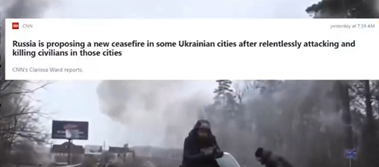 CNN
yesterday at 7:59 AM
Russia is proposing a new ceasefire in some Ukrainian cities after relentlessly attacking and
killing civilians in those cities
CNN's Clarissa Ward reports.